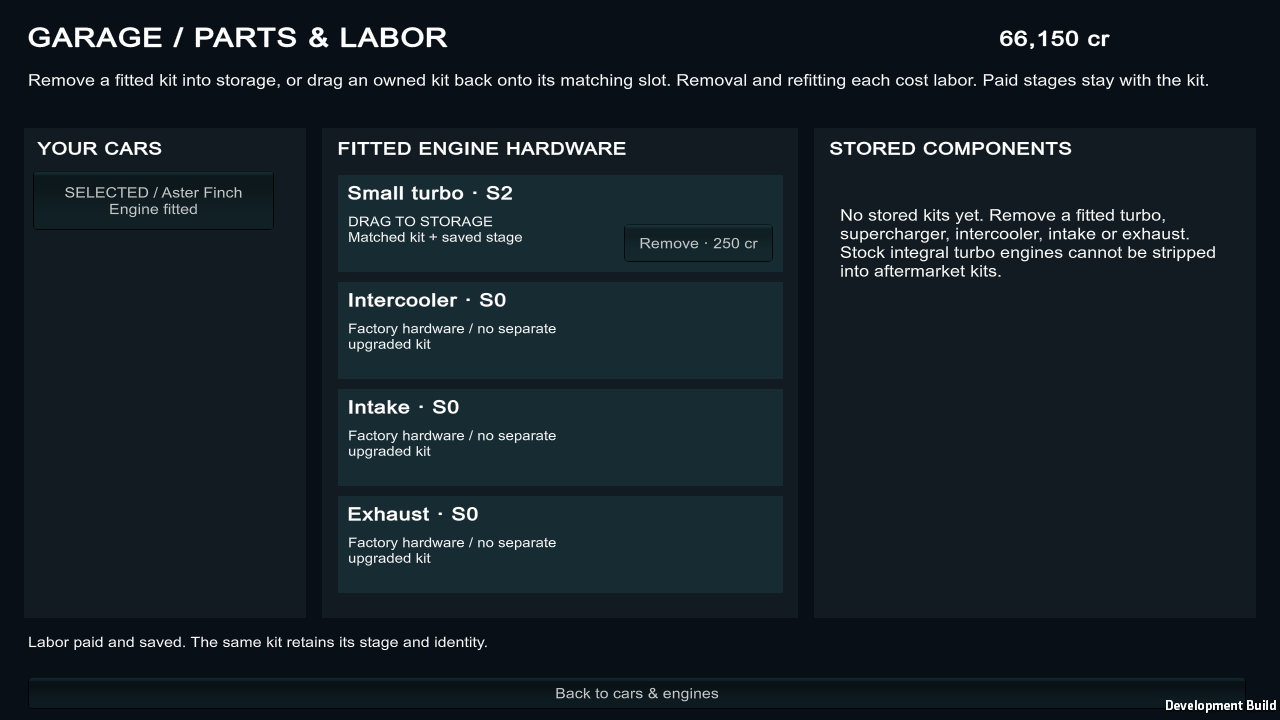 GARAGE / PARTS & LABOR
66,150 cr
Remove a fitted kit into storage, or drag an owned kit back onto its matching slot. Removal and refitting each cost labor. Paid stages stay with the kit.
YOUR CARS
SELECTED / Aster Finch
Engine fitted
FITTED ENGINE HARDWARE
Small turbo · S2
DRAG TO STORAGE
Matched kit + saved stage
Remove · 250 cr
Intercooler · S0
Factory hardware / no separate
upgraded kit
Intake · S0
Factory hardware / no separate
upgraded kit
Exhaust · S0
Factory hardware / no separate
upgraded kit
STORED COMPONENTS
No stored kits yet. Remove a fitted turbo,
supercharger, intercooler, intake or exhaust.
Stock integral turbo engines cannot be stripped
into aftermarket kits.
Labor paid and saved. The same kit retains its stage and identity.
Back to cars & engines
Development Build